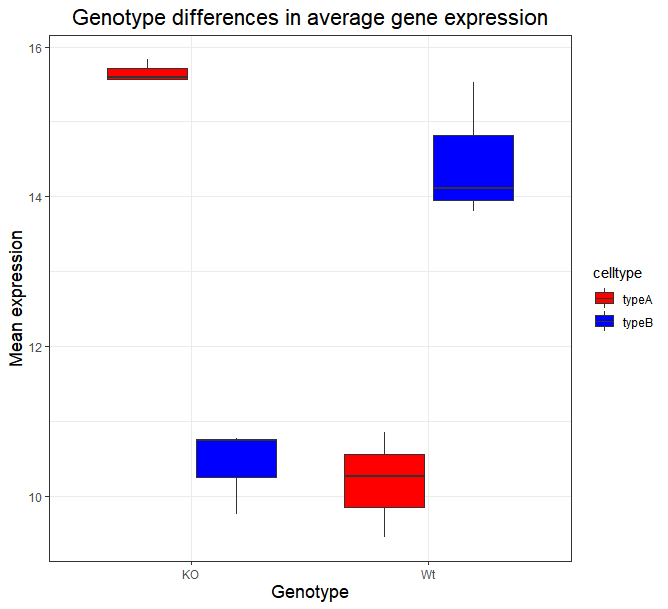 Genotype differences in average gene expression
16
14
12
10
Mean expression
KO
Wt
Genotype
celltype
typeA
typeB